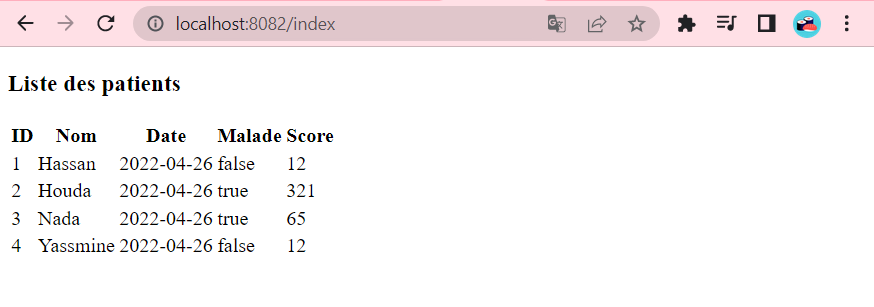 localhost:8082/index
Liste des patients
ID Nom Date Malade Score
1 Hassan 2022-04-26 false 12
2 Houda 2022-04-26 true 321
3 Nada 2022-04-26 true 65
4 Yassmine 2022-04-26 false 12